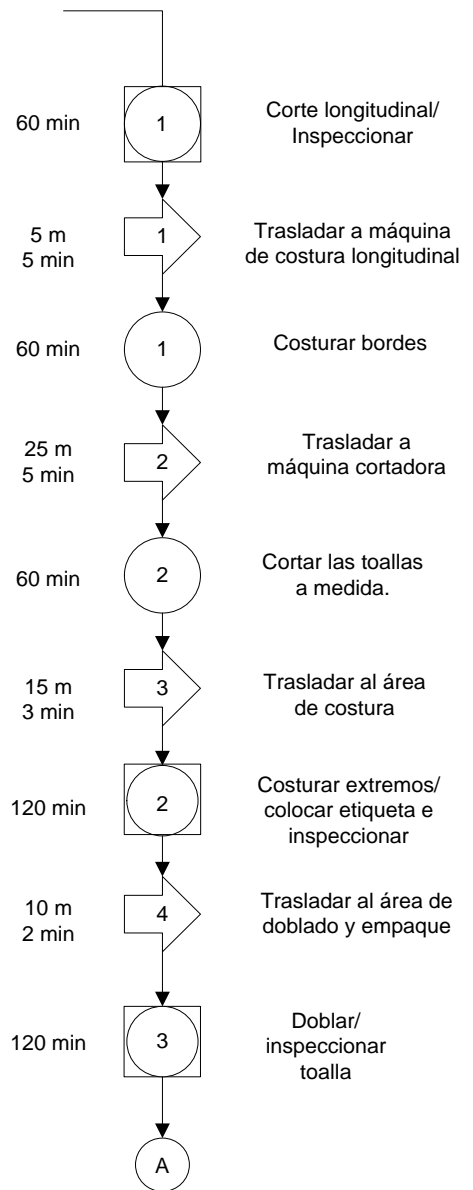 60 min
1
Corte longitudinal/
Inspeccionar
5 m
5 min
1
Trasladar a máquina
de costura longitudinal
60 min
1
Costurar bordes
25 m
5 min
2
Trasladar a
máquina cortadora
60 min
2
Cortar las toallas
a medida.
15 m
3 min
3
Trasladar al área
de costura
120 min
2
Costurar extremos/
colocar etiqueta e
inspeccionar
10 m
2 min
4
Trasladar al área de
doblado y empaque
120 min
3
Doblar/
inspeccionar
toalla
A